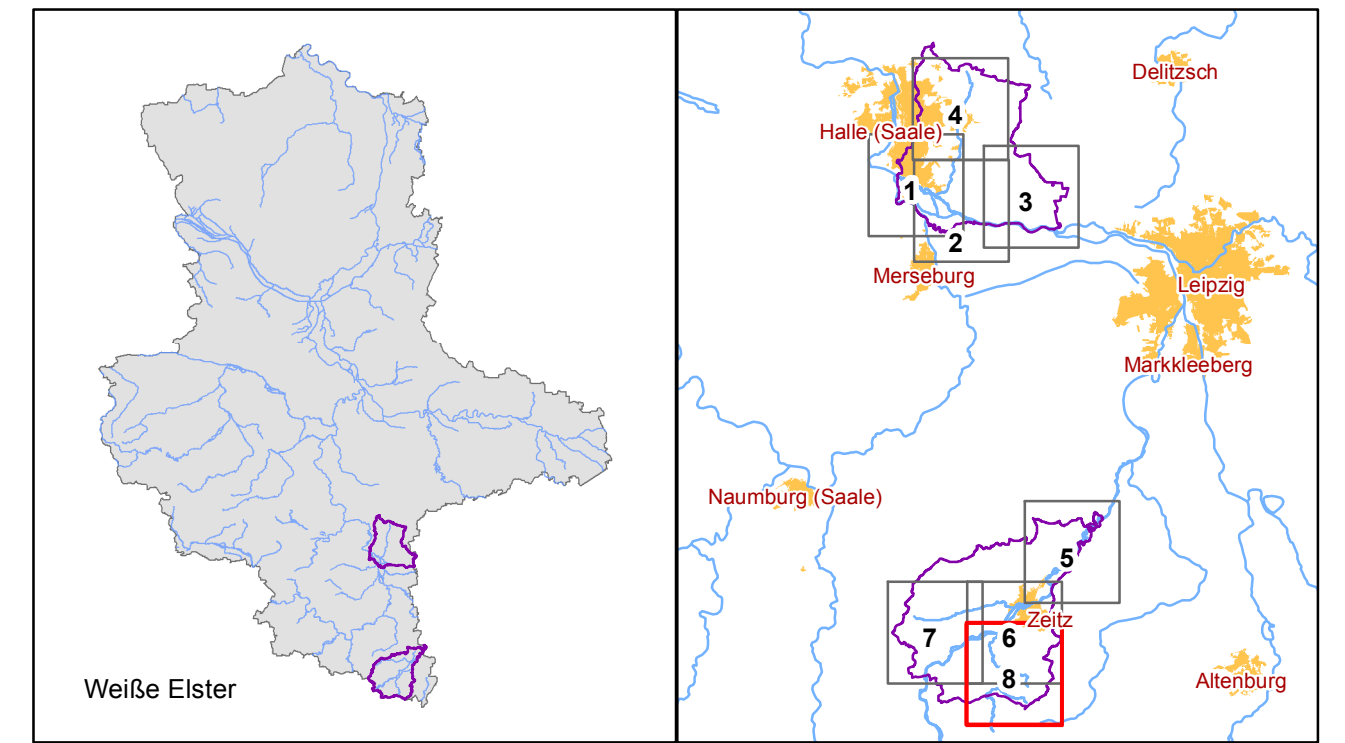 Weiße Elster
Delitzsch
4
Halle (Saale)
1
3
2
Merseburg
Leipzig
Markkleeberg
Naumburg (Saale)
5
Zeitz
7
6
8
Altenburg